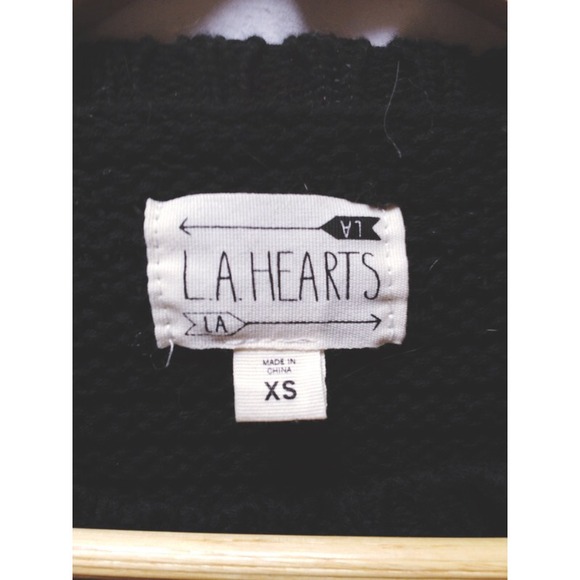 LA
L.A. HEARTS
LA
MADE IN
CHINA
XS